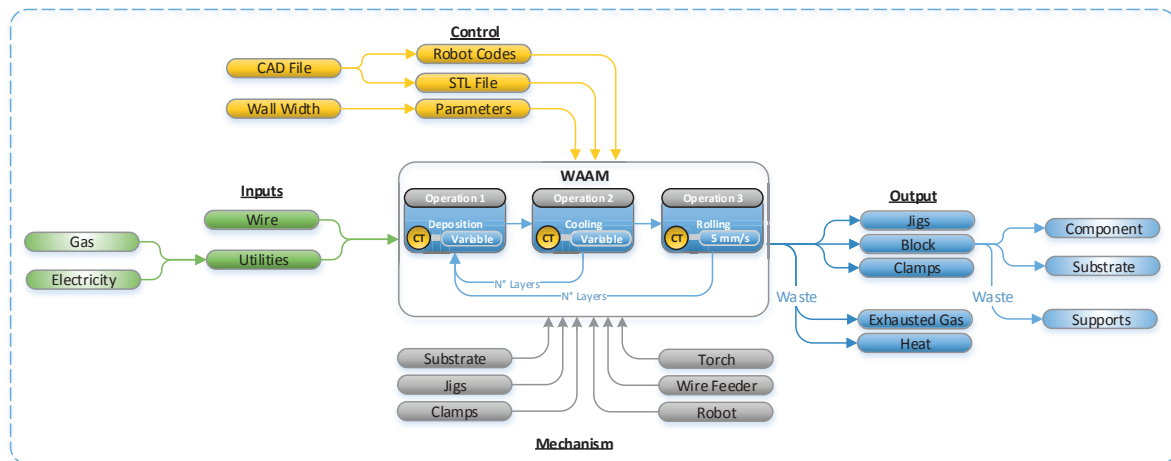 Control
CAD File
Robot Codes
STL File
Wall Width
Parameters
WAAM
Operation 1
Deposition
CT
Variable
Operation 2
Cooling
CT
Variable
Operation 3
Rolling
CT
5 mm/s
N° Layers
N° Layers
Inputs
Wire
Gas
Utilities
Electricity
Output
Jigs
Block
Clamps
Waste
Exhausted Gas
Heat
Component
Substrate
Waste
Supports
Substrate
Jigs
Clamps
Torch
Wire Feeder
Robot
Mechanism